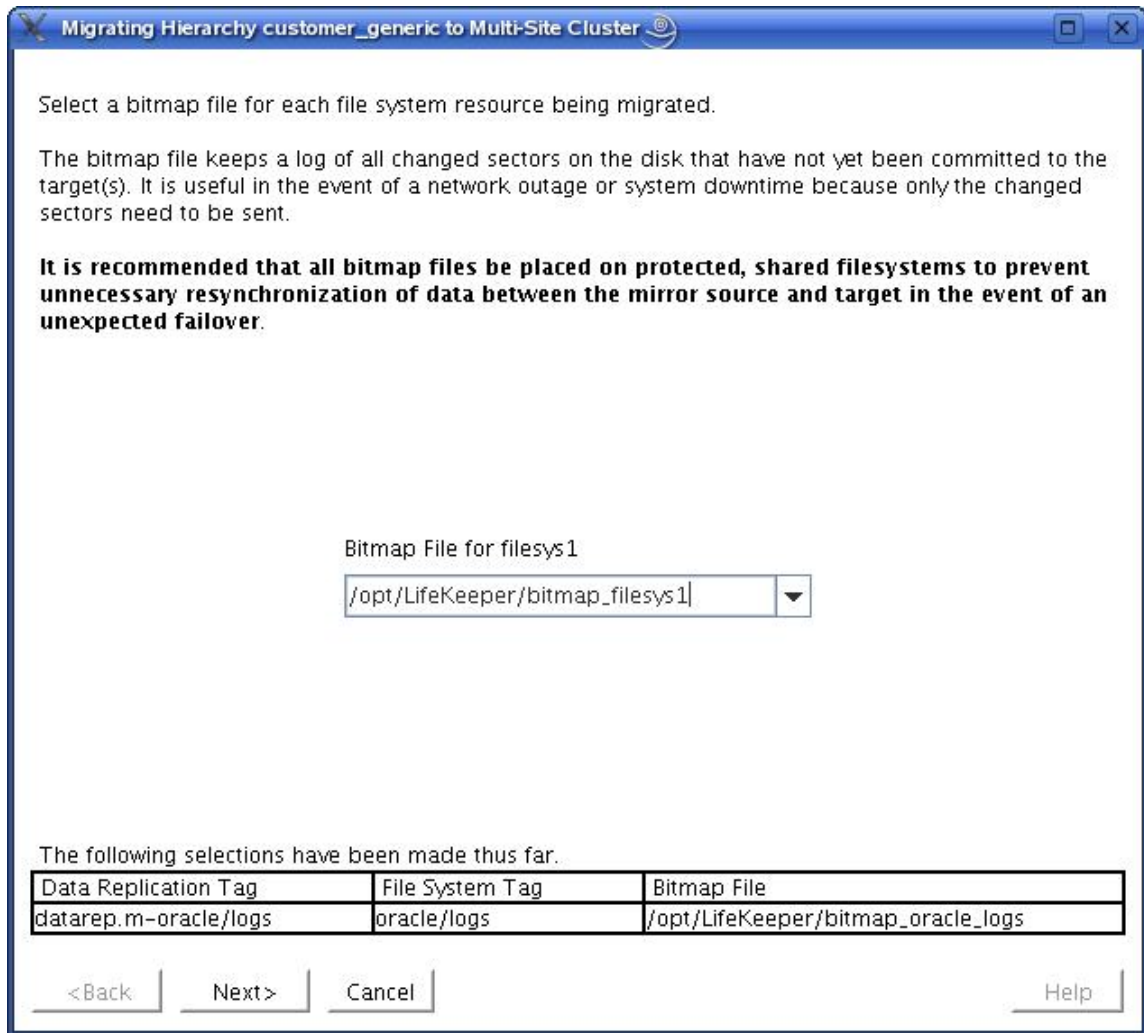 Migrating Hierarchy customer_generic to Multi-Site Cluster
Select a bitmap file for each file system resource being migrated.
The bitmap file keeps a log of all changed sectors on the disk that have not yet been committed to the
target(s). It is useful in the event of a network outage or system downtime because only the changed
sectors need to be sent.
It is recommended that all bitmap files be placed on protected, shared filesystems to prevent
unnecessary resynchronization of data between the mirror source and target in the event of an
unexpected failover.
Bitmap File for filesys1
/opt/LifeKeeper/bitmap_filesys1
The following selections have been made thus far.
Data Replication Tag File System Tag Bitmap File
datarep.m-oracle/logs oracle/logs /opt/LifeKeeper/bitmap_oracle_logs
<Back Next> Cancel Help